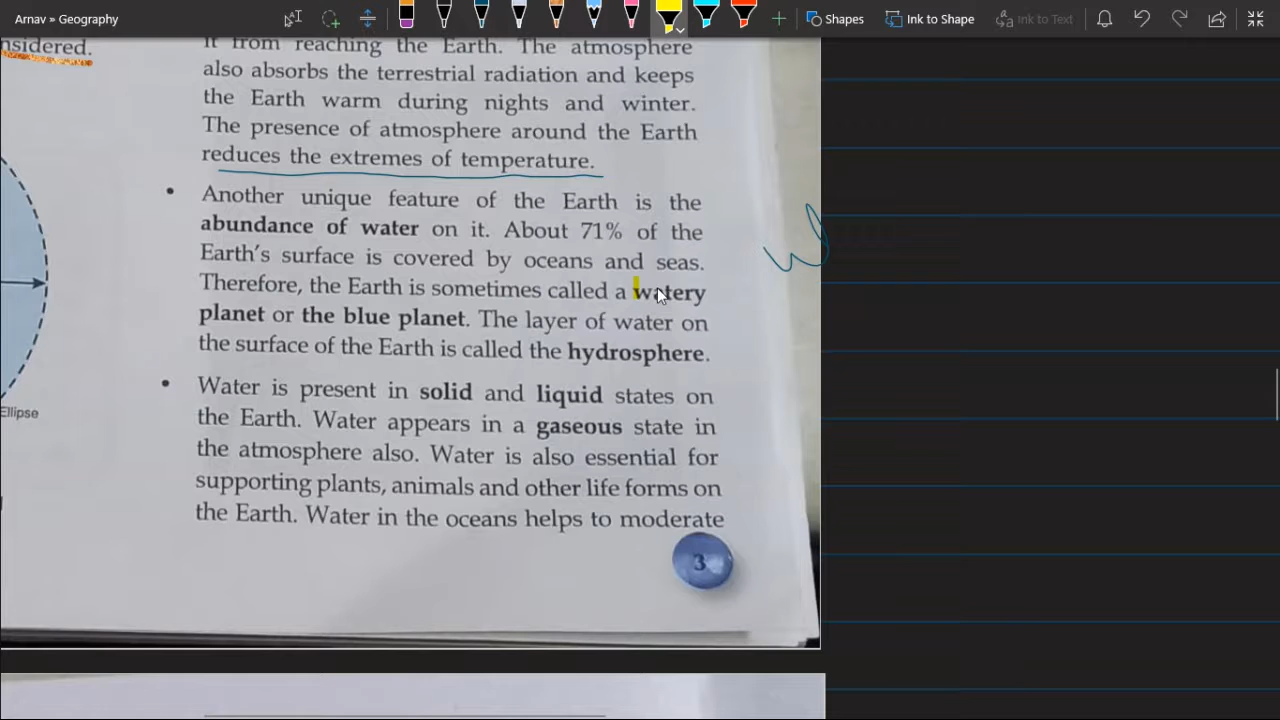 Arnav » Geography
Shapes
Ink to Shape
Ink to Text
nsidered.
it from reaching the Earth. The atmosphere
also absorbs the terrestrial radiation and keeps
the Earth warm during nights and winter.
The presence of atmosphere around the Earth
reduces the extremes of temperature.
• Another unique feature of the Earth is the
abundance of water on it. About 71% of the
Earth's surface is covered by oceans and seas.
Therefore, the Earth is sometimes called a watery
planet or the blue planet. The layer of water on
the surface of the Earth is called the hydrosphere.
Ellipse
• Water is present in solid and liquid states on
the Earth. Water appears in a gaseous state in
the atmosphere also. Water is also essential for
supporting plants, animals and other life forms on
the Earth. Water in the oceans helps to moderate
3